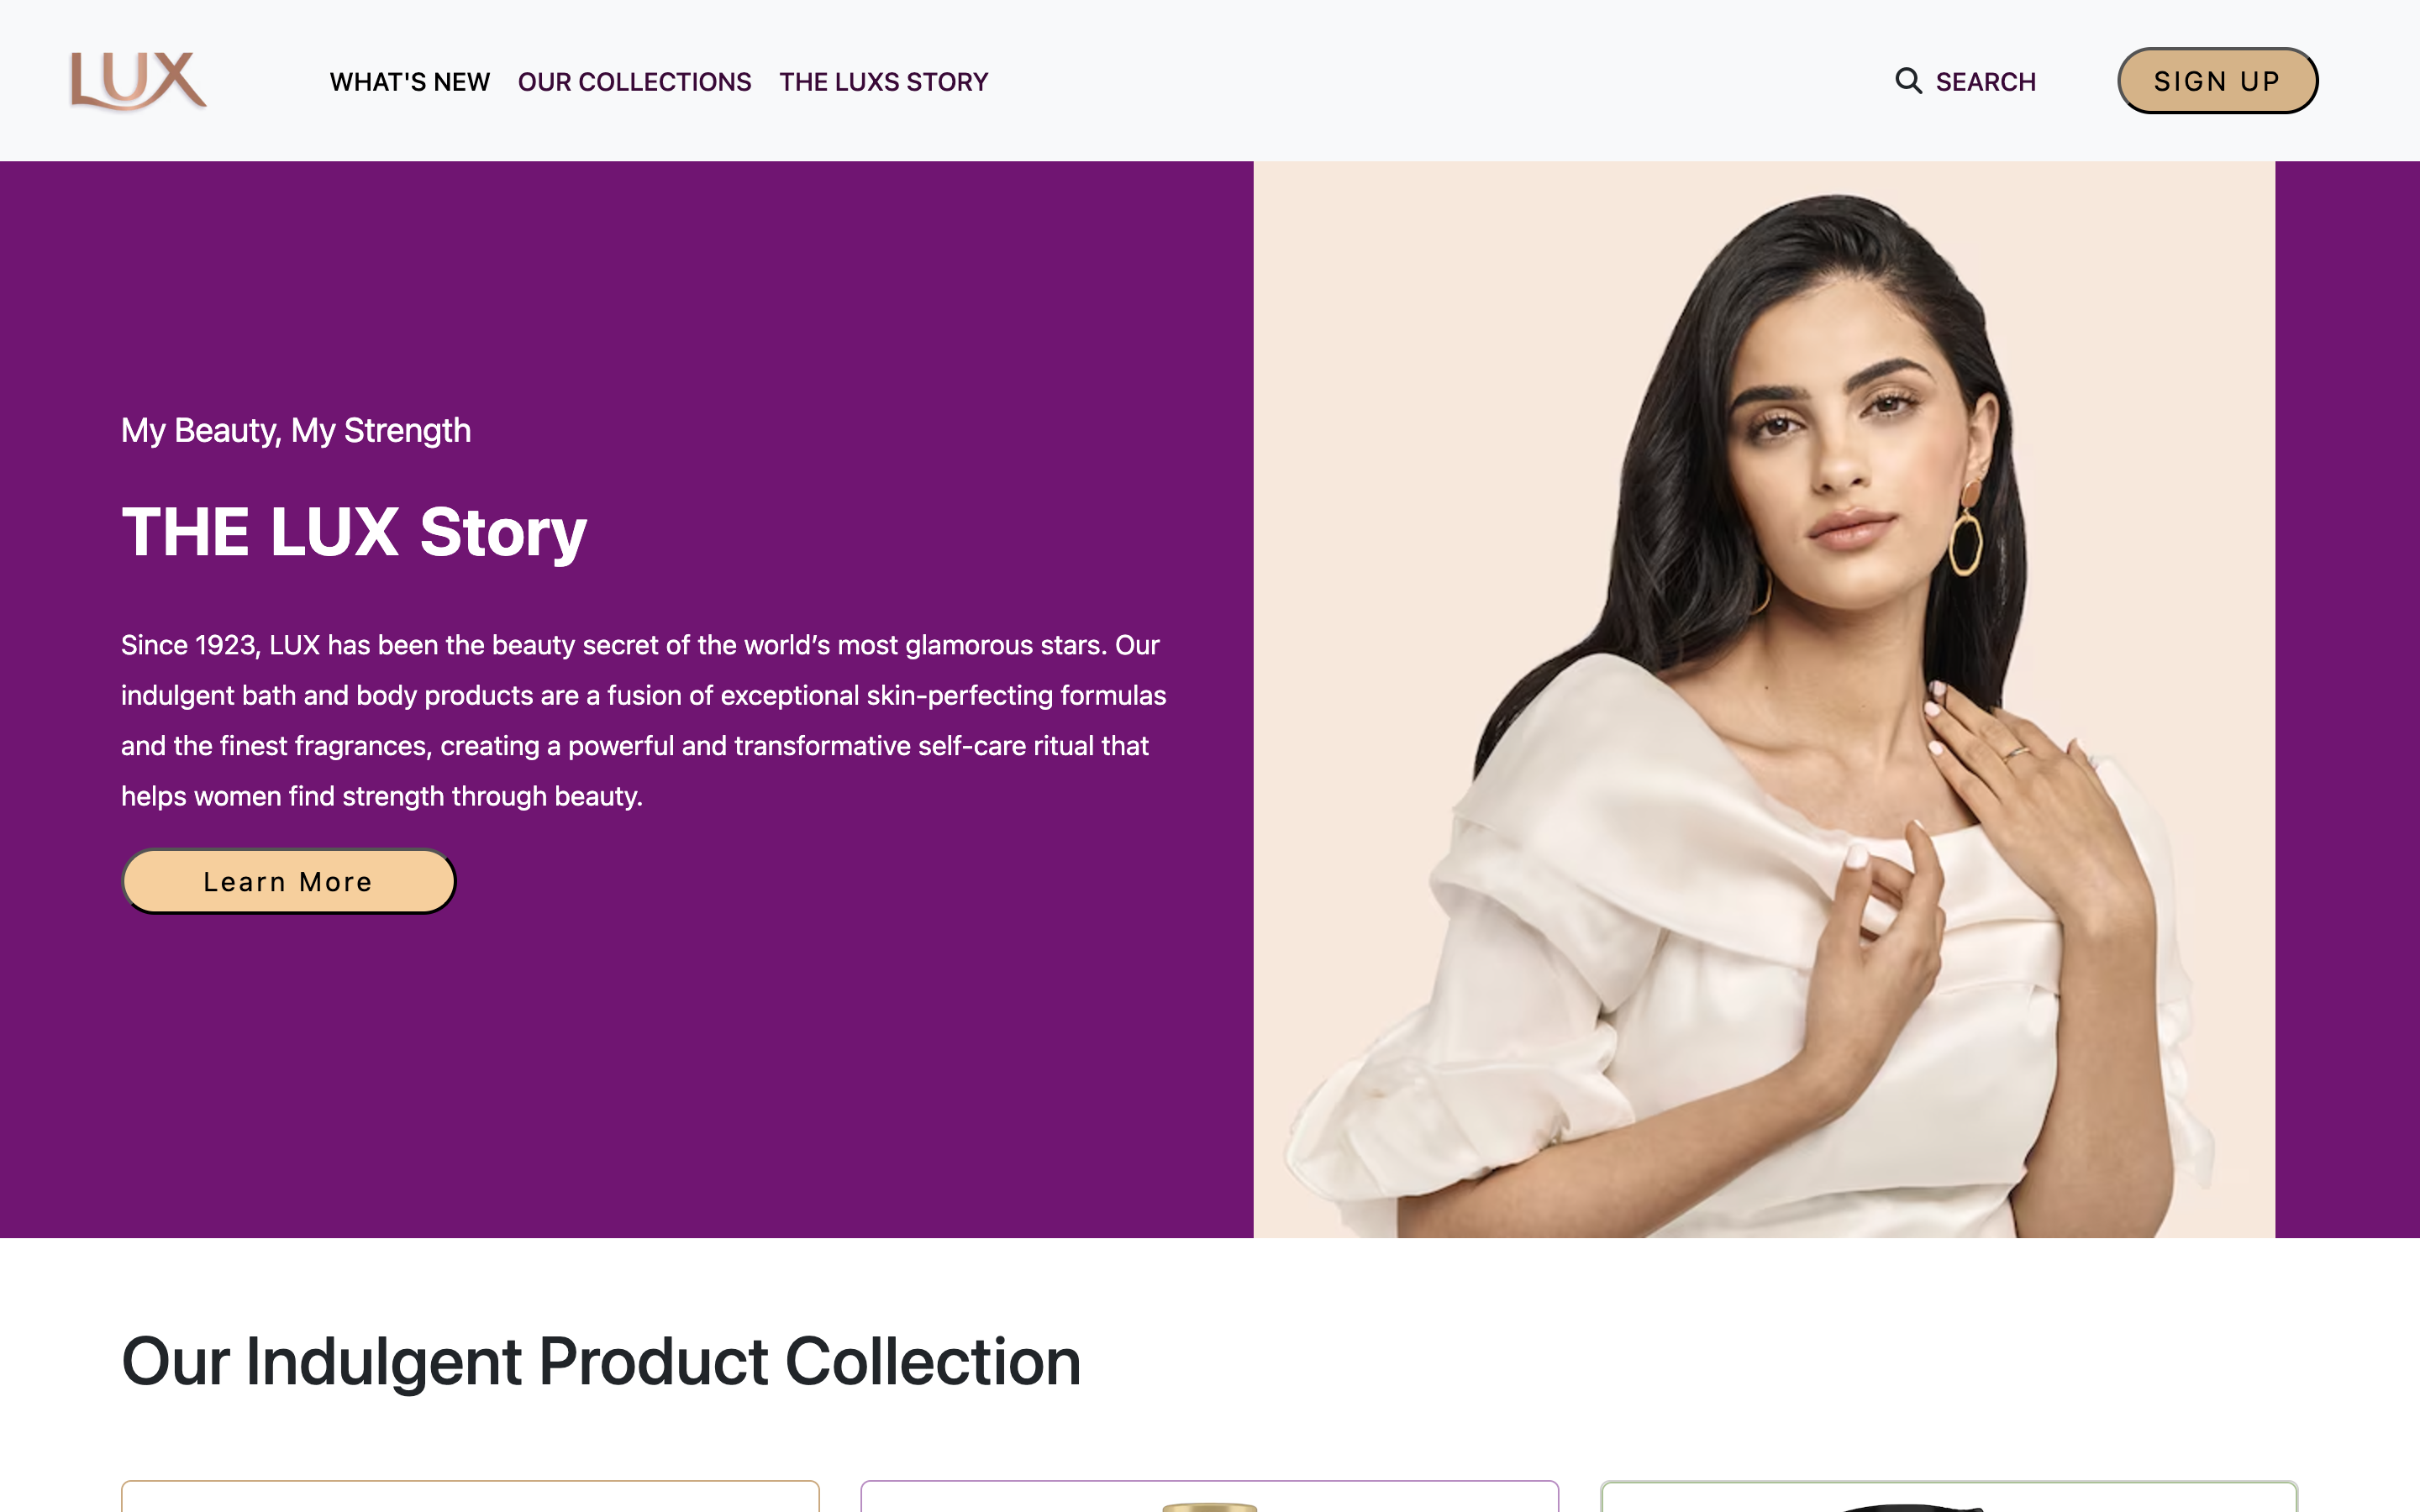 LUX
WHAT'S NEW
OUR COLLECTIONS
THE LUXS STORY
SEARCH
SIGN UP
My Beauty, My Strength
THE LUX Story
Since 1923, LUX has been the beauty secret of the world’s most glamorous stars. Our
indulgent bath and body products are a fusion of exceptional skin-perfecting formulas
and the finest fragrances, creating a powerful and transformative self-care ritual that
helps women find strength through beauty.
Learn More
Our Indulgent Product Collection